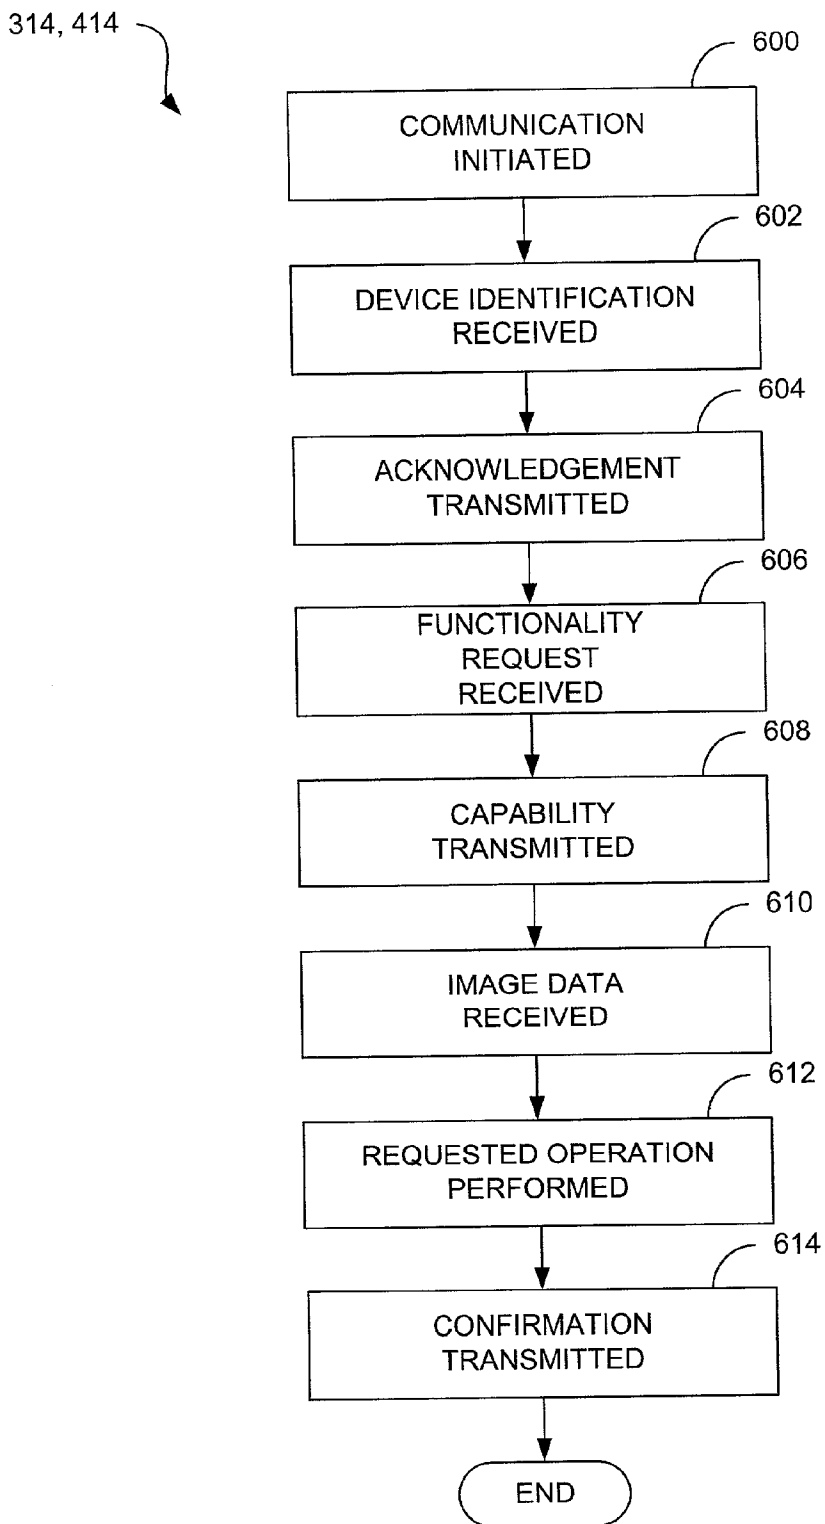 314, 414
600
COMMUNICATION
INITIATED
602
DEVICE IDENTIFICATION
RECEIVED
604
ACKNOWLEDGEMENT
TRANSMITTED
606
FUNCTIONALITY
REQUEST
RECEIVED
608
CAPABILITY
TRANSMITTED
610
IMAGE DATA
RECEIVED
612
REQUESTED OPERATION
PERFORMED
614
CONFIRMATION
TRANSMITTED
END